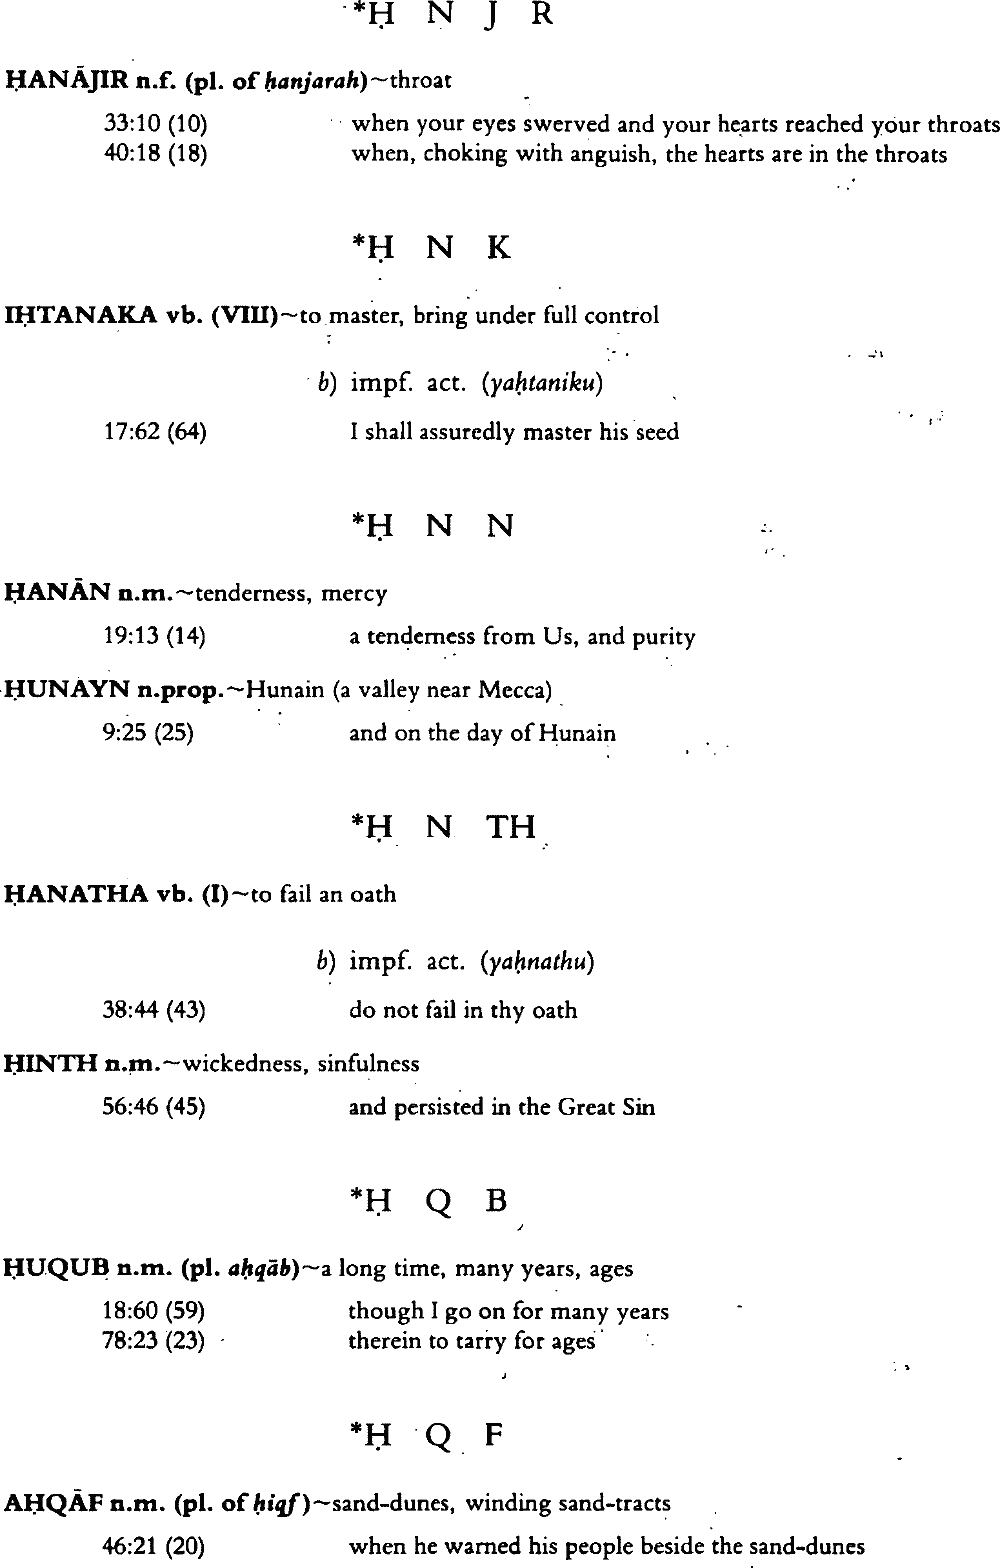 *Ḥ N J R
ḤANĀJIR n.f. (pl. of ḥanjarah)~throat
33:10 (10) when your eyes swerved and your hearts reached your throats
40:18 (18) when, choking with anguish, the hearts are in the throats
*Ḥ N K
IḤTANAKA vb. (VIII)~to master, bring under full control
b) impf. act. (yaḥtaniku)
17:62 (64) I shall assuredly master his seed
*Ḥ N N
ḤANĀN n.m.~tenderness, mercy
19:13 (14) a tenderness from Us, and purity
ḤUNAYN n.prop.~Hunain (a valley near Mecca)
9:25 (25) and on the day of Ḥunain
*Ḥ N TH
ḤANATHA vb. (I)~to fail an oath
b) impf. act. (yaḥnathu)
38:44 (43) do not fail in thy oath
ḤINTH n.m.~wickedness, sinfulness
56:46 (45) and persisted in the Great Sin
*Ḥ Q B
ḤUQUB n.m. (pl. aḥqāb)~a long time, many years, ages
18:60 (59) though I go on for many years
78:23 (23) therein to tarry for ages
*Ḥ Q F
AḤQĀF n.m. (pl. of ḥiqf)~sand-dunes, winding sand-tracts
46:21 (20) when he warned his people beside the sand-dunes